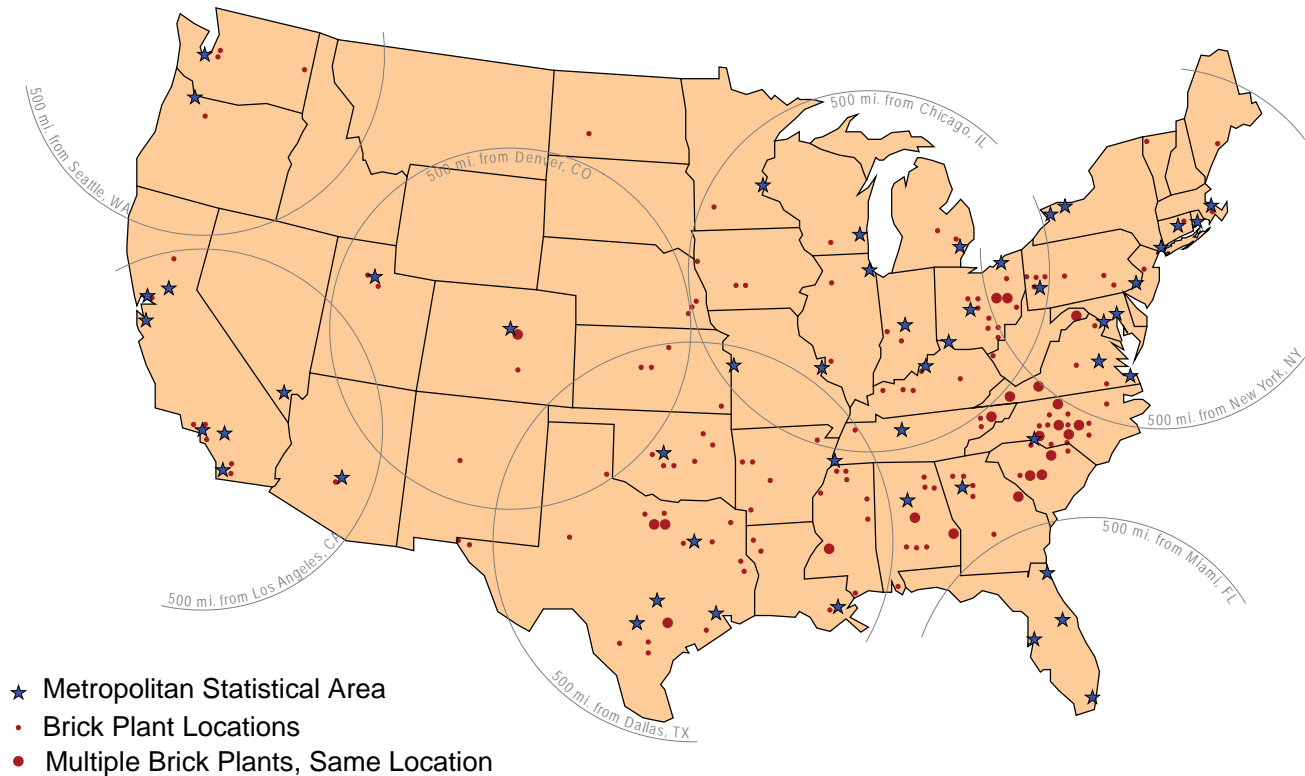 500 mi. from Chicago, IL
500 mi. from Seattle, WA
500 mi. from Denver, CO
500 mi. from New York, NY
500 mi. from Los Angeles, CA
500 mi. from Miami, FL
500 mi. from Dallas, TX
Metropolitan Statistical Area
Brick Plant Locations
Multiple Brick Plants, Same Location